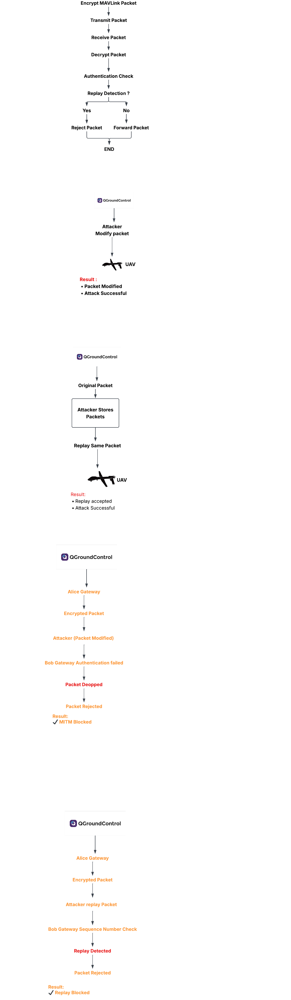 Encrypt MAVLink Packet
Transmit Packet
Receive Packet
Decrypt Packet
Authentication Check
Replay Detection ?
Yes
No
Reject Packet
Forward Packet
END
QGroundControl
Attacker
Modify packet
UAV
Result :
• Packet Modified
• Attack Successful
QGroundControl
Original Packet
Attacker Stores
Packets
Replay Same Packet
UAV
Result:
• Replay accepted
• Attack Successful
QGroundControl
Alice Gateway
Encrypted Packet
Attacker (Packet Modified)
Bob Gateway Authentication failed
Packet Deopped
Packet Rejected
Result:
✓ MITM Blocked
QGroundControl
Alice Gateway
Encrypted Packet
Attacker replay Packet
Bob Gateway Sequence Number Check
Replay Detected
Packet Rejected
Result:
✓ Replay Blocked